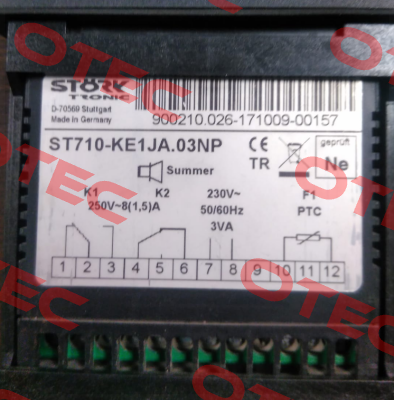 STÖRK
TRONIC
D-70569 Stuttgart
Made in Germany
900210.026-171009-00157
ST710-KE1JA.03NP
CE
TR
geprüft
Ne
Summer
K1 K2 230V~ F1
250V~8(1,5)A 50/60Hz PTC
3VA
1 2 3 4 5 6 7 8 9 10 11 12
OTEC
OTEC
OTEC
OTEC
OTEC